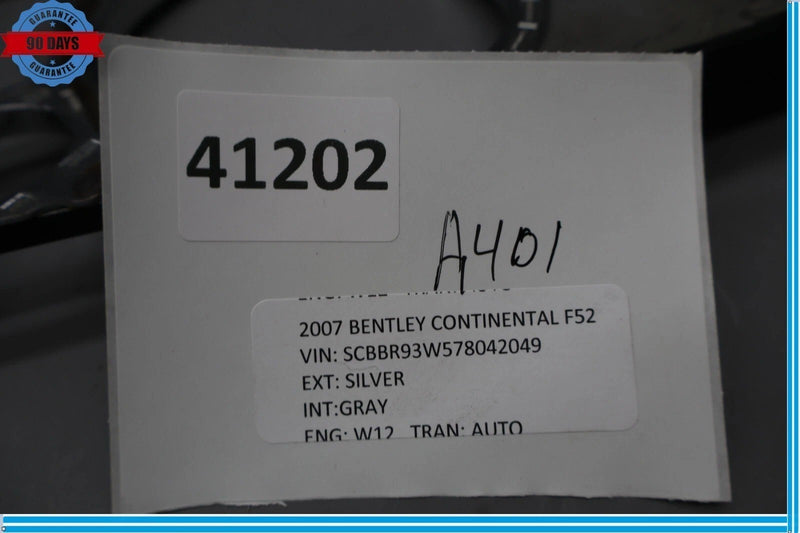 GUARANTEE
90 DAYS
GUARANTEE
41202
A401
2007 BENTLEY CONTINENTAL F52
VIN: SCBBR93W578042049
EXT: SILVER
INT:GRAY
ENG: W12 TRAN: AUTO